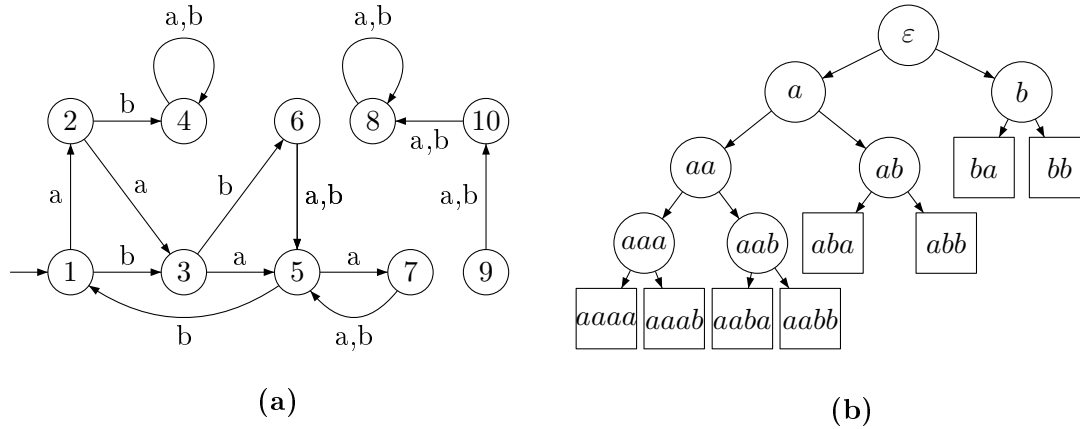 a,b a,b
2 b 4 6 8 a,b 10
a a b a,b a,b
1 b 3 a 5 a 7 9
b a,b
(a)
ε
a b
aa ab ba bb
aaa aab aba abb
aaaa aaab aaba aabb
(b)